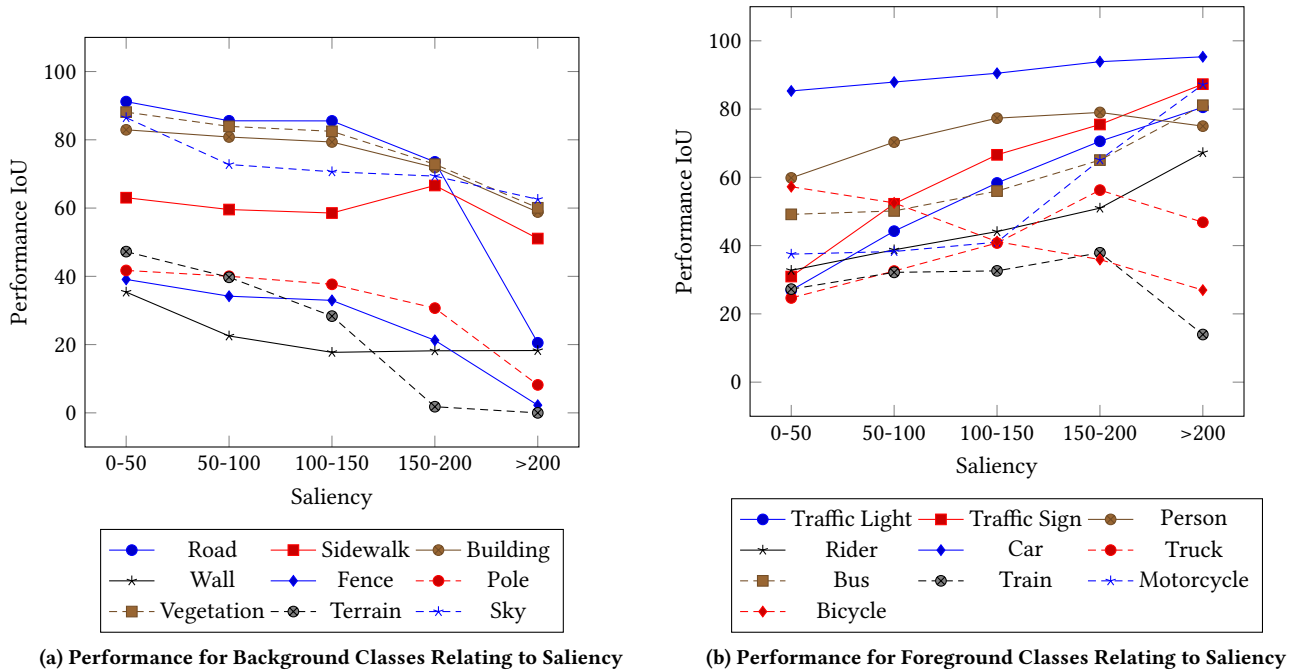 100
80
60
40
20
0
Performance IoU
0-50 50-100 100-150 150-200 >200
Saliency
Road Sidewalk Building
Wall Fence Pole
Vegetation Terrain Sky
(a) Performance for Background Classes Relating to Saliency
100
80
60
40
20
0
Performance IoU
0-50 50-100 100-150 150-200 >200
Saliency
Traffic Light Traffic Sign Person
Rider Car Truck
Bus Train Motorcycle
Bicycle
(b) Performance for Foreground Classes Relating to Saliency